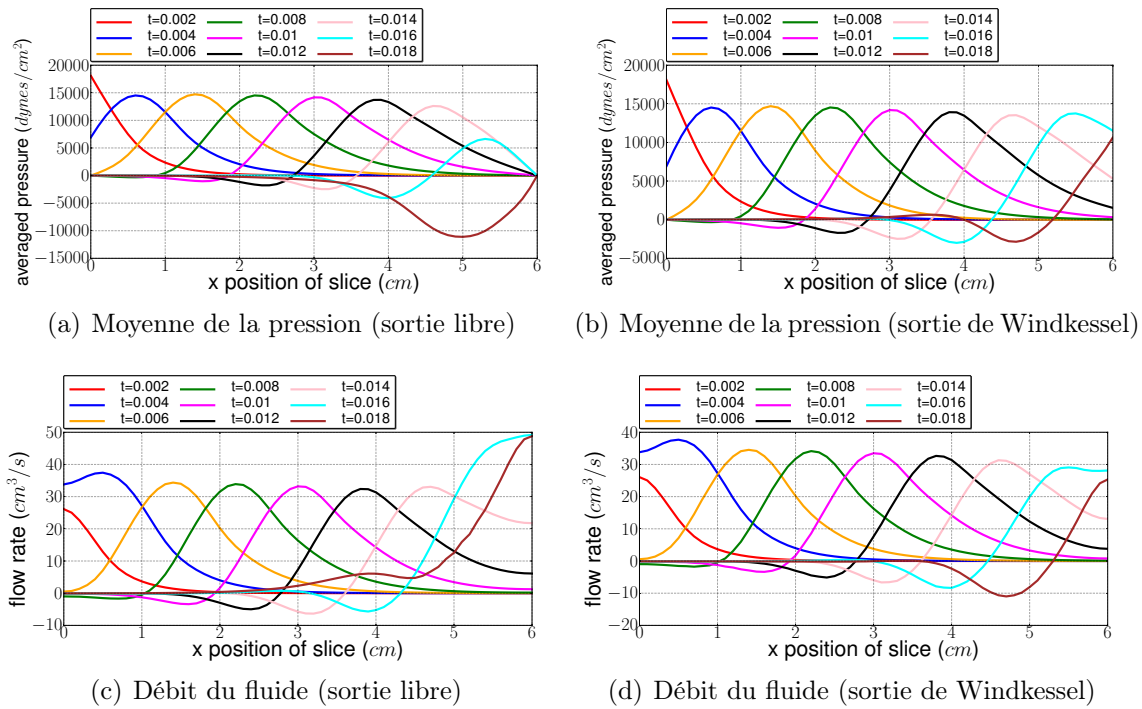 t=0.002 t=0.008 t=0.014
t=0.004 t=0.01 t=0.016
t=0.006 t=0.012 t=0.018
20000
15000
10000
5000
0
−5000
−10000
−15000
averaged pressure (dynes/cm²)
0 1 2 3 4 5 6
x position of slice (cm)
(a) Moyenne de la pression (sortie libre)
t=0.002 t=0.008 t=0.014
t=0.004 t=0.01 t=0.016
t=0.006 t=0.012 t=0.018
20000
15000
10000
5000
0
−5000
averaged pressure (dynes/cm²)
0 1 2 3 4 5 6
x position of slice (cm)
(b) Moyenne de la pression (sortie de Windkessel)
t=0.002 t=0.008 t=0.014
t=0.004 t=0.01 t=0.016
t=0.006 t=0.012 t=0.018
50
40
30
20
10
0
−10
flow rate (cm³/s)
0 1 2 3 4 5 6
x position of slice (cm)
(c) Débit du fluide (sortie libre)
t=0.002 t=0.008 t=0.014
t=0.004 t=0.01 t=0.016
t=0.006 t=0.012 t=0.018
40
30
20
10
0
−10
−20
flow rate (cm³/s)
0 1 2 3 4 5 6
x position of slice (cm)
(d) Débit du fluide (sortie de Windkessel)